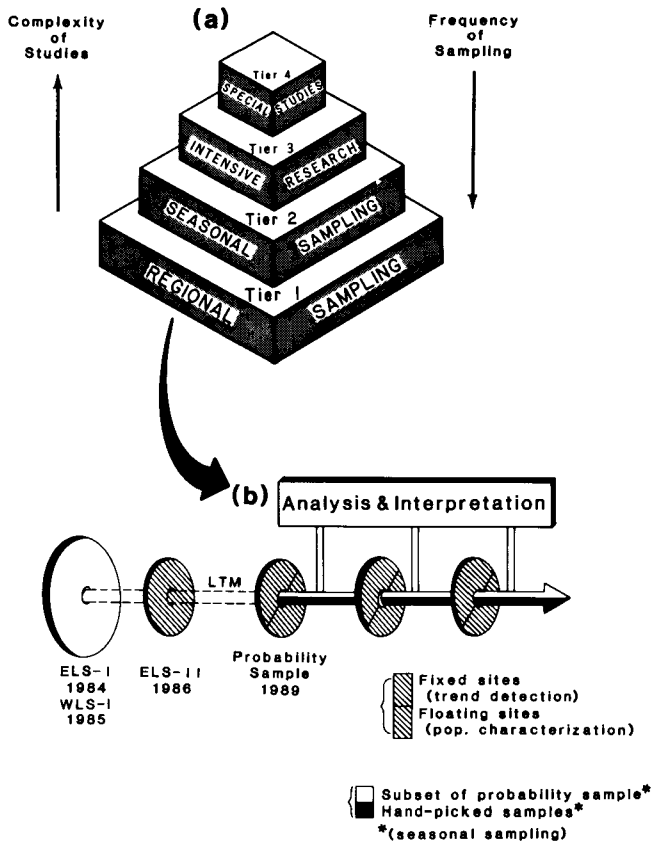 Complexity
of
Studies
(a)
Frequency
of
Sampling
Tier 4
SPECIAL STUDIES
Tier 3
INTENSIVE RESEARCH
Tier 2
SEASONAL SAMPLING
Tier 1
REGIONAL SAMPLING
(b)
Analysis & Interpretation
LTM
ELS-I
1984
WLS-I
1985
ELS-II
1986
Probability
Sample
1989
Fixed sites
(trend detection)
Floating sites
(pop. characterization)
Subset of probability sample*
Hand-picked samples*
*(seasonal sampling)